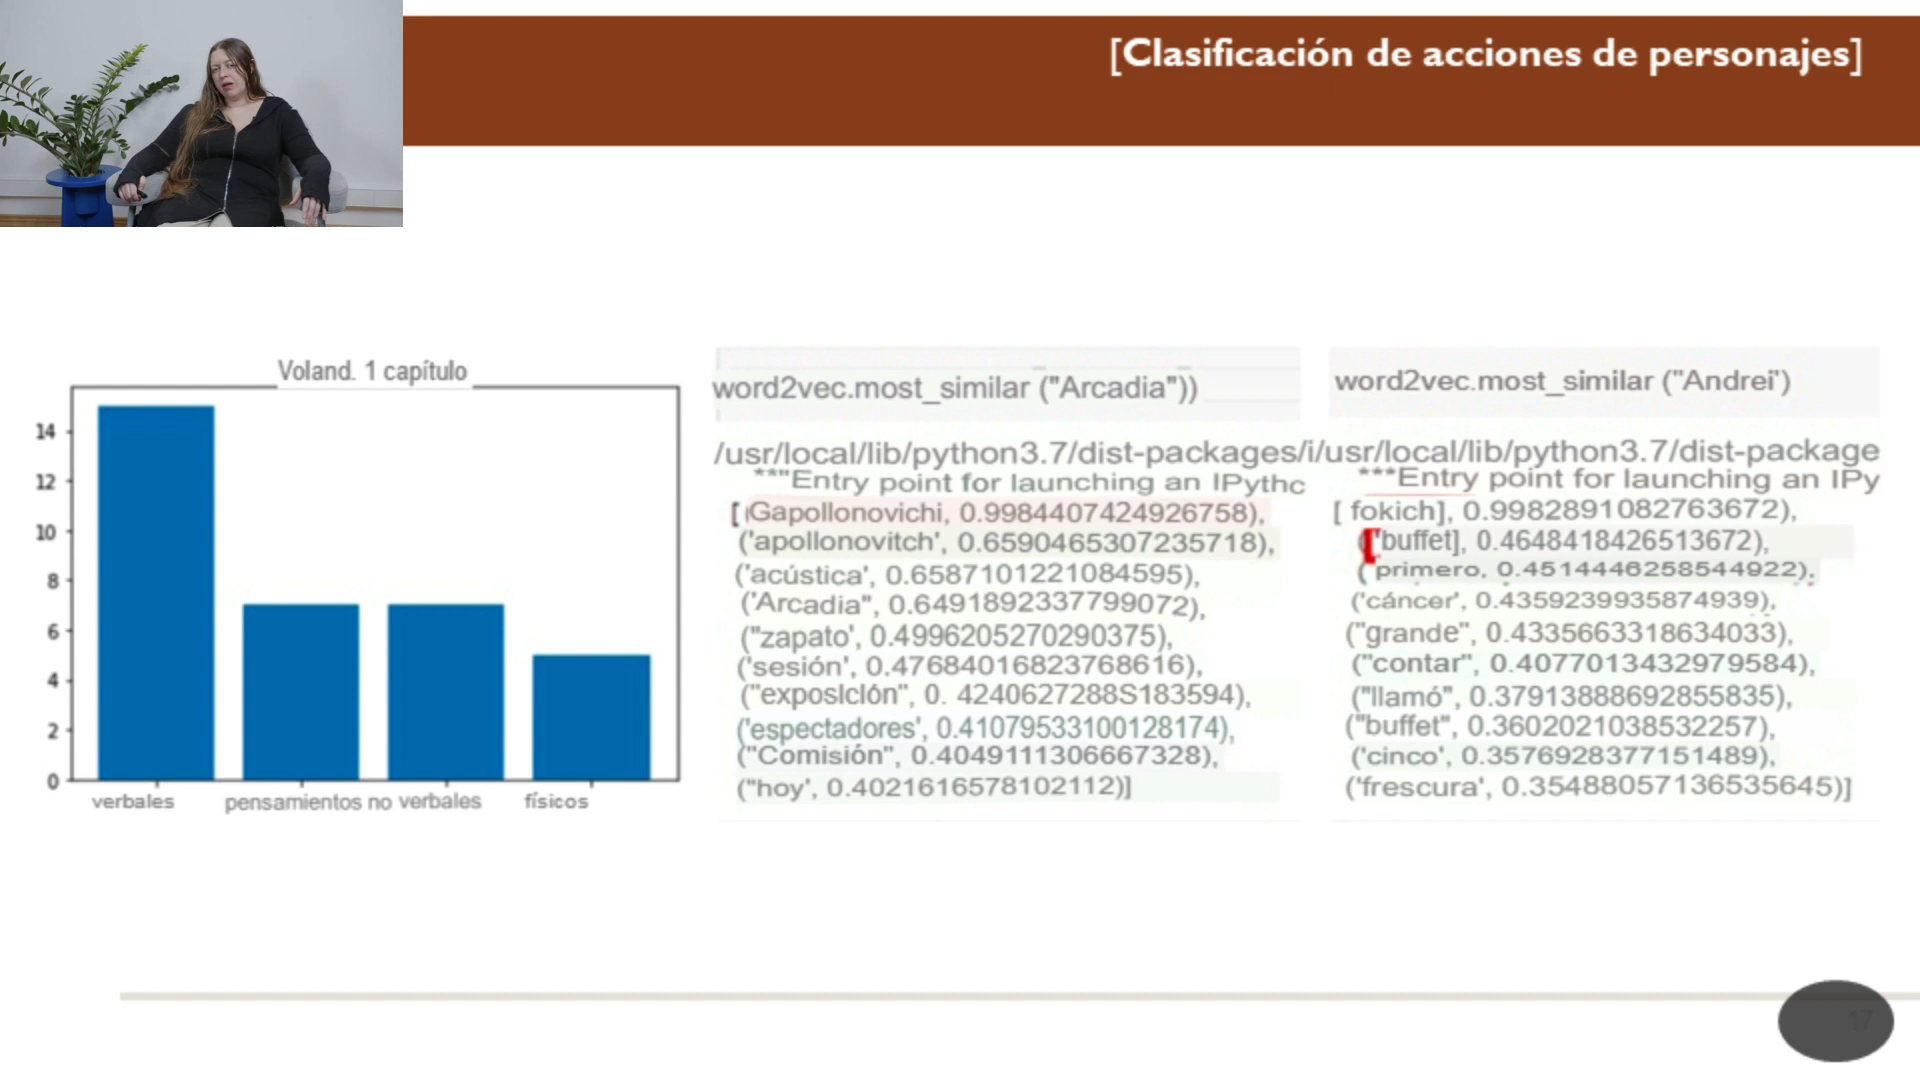 [Clasificación de acciones de personajes]
Voland. 1 capítulo
14
12
10
8
6
4
2
0
verbales
pensamientos no verbales
físicos
word2vec.most_similar ("Arcadia"))
/usr/local/lib/python3.7/dist-packages/i
**"Entry point for launching an IPythc
[ Gapollonovichi, 0.9984407424926758),
('apollonovitch', 0.6590465307235718),
('acústica', 0.6587101221084595),
('Arcadia", 0.6491892337799072),
("zapato', 0.4996205270290375),
('sesión', 0.47684016823768616),
("exposición", 0. 4240627288S183594),
('espectadores', 0.41079533100128174),
("Comisión", 0.4049111306667328),
("hoy', 0.4021616578102112)]
word2vec.most_similar ("Andrei')
/usr/local/lib/python3.7/dist-package
***Entry point for launching an IPy
[ fokich], 0.9982891082763672),
['buffet], 0.4648418426513672),
( primero, 0.4514446258544922),
('cáncer', 0.4359239935874939),
("grande", 0.4335663318634033),
("contar", 0.4077013432979584),
("llamó", 0.37913888692855835),
("buffet", 0.3602021038532257),
('cinco', 0.3576928377151489),
('frescura', 0.35488057136535645)]
17